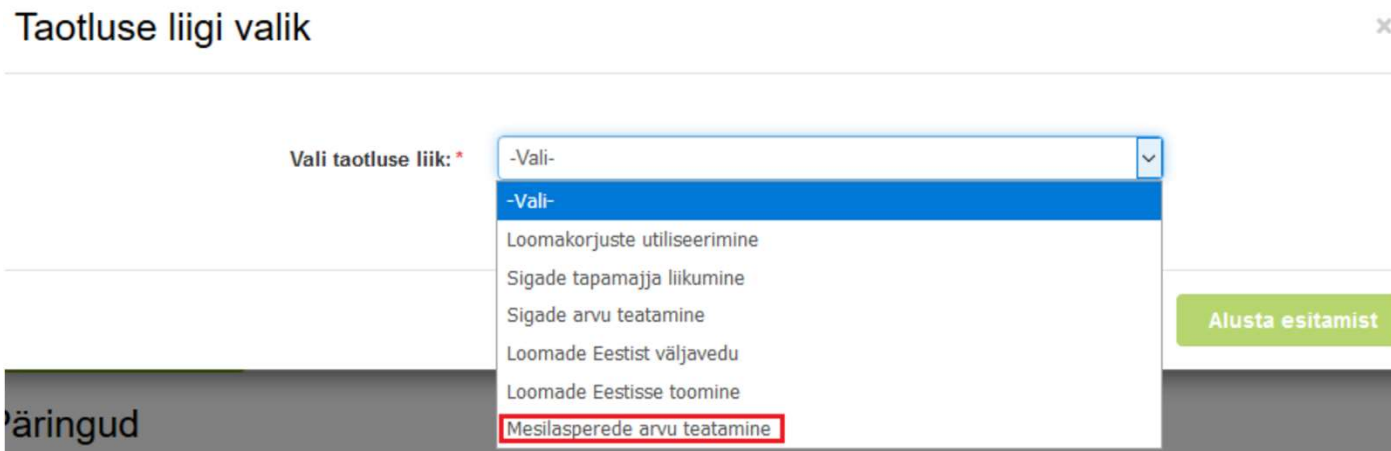 Taotluse liigi valik
×
Vali taotluse liik: * -Vali-
-Vali-
Loomakorjuste utiliseerimine
Sigade tapamajja liikumine
Sigade arvu teatamine
Alusta esitamist
Loomade Eestist väljavedu
Loomade Eestisse toomine
Päringud
Mesilasperede arvu teatamine